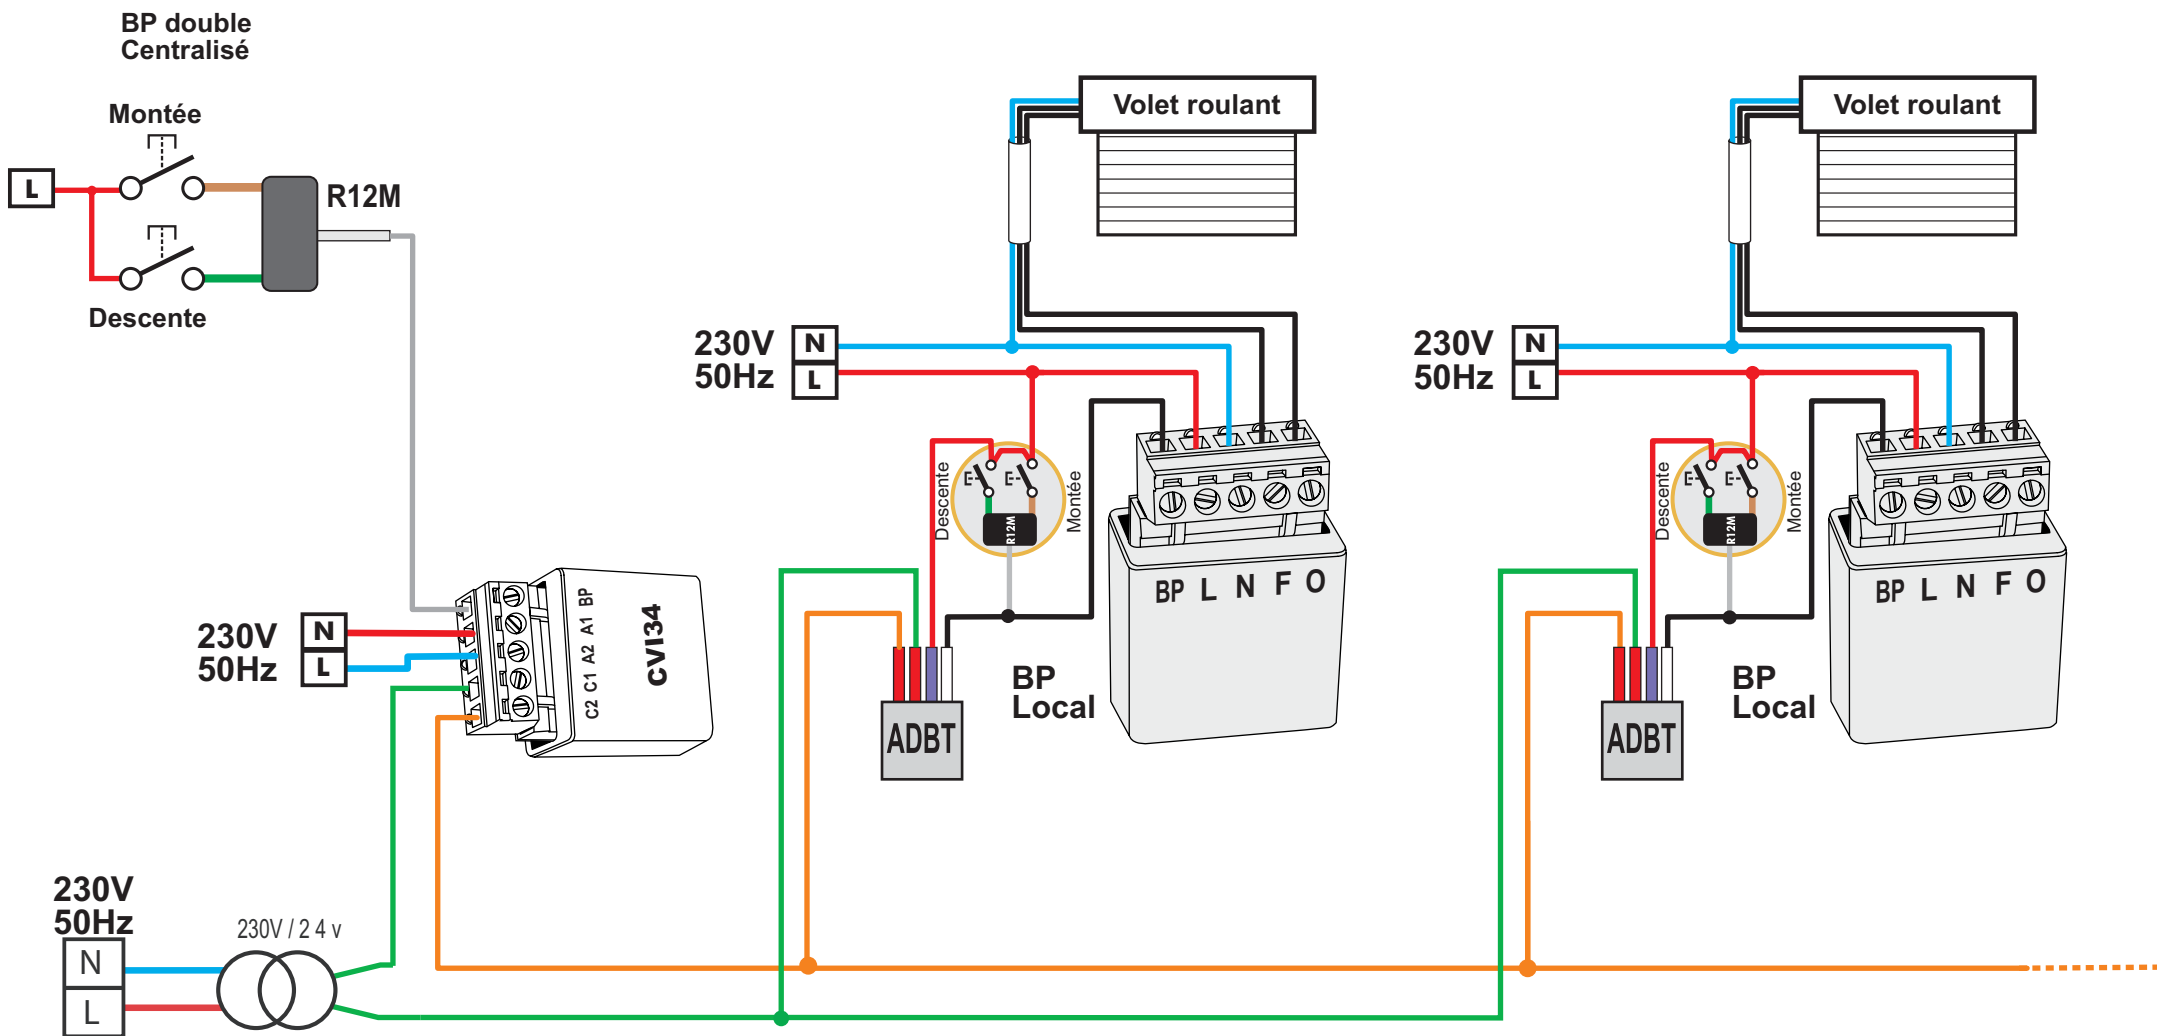 BP double
Centralisé
Montée
L
R12M
Descente
230V
50Hz
N
L
C2 C1 A2 A1 BP
CVI34
230V
50Hz
N
L
230V / 2 4 v
Volet roulant
230V
50Hz
N
L
Descente
R12M
Montée
ADBT
BP
Local
BP L N F O
Volet roulant
230V
50Hz
N
L
Descente
R12M
Montée
ADBT
BP
Local
BP L N F O